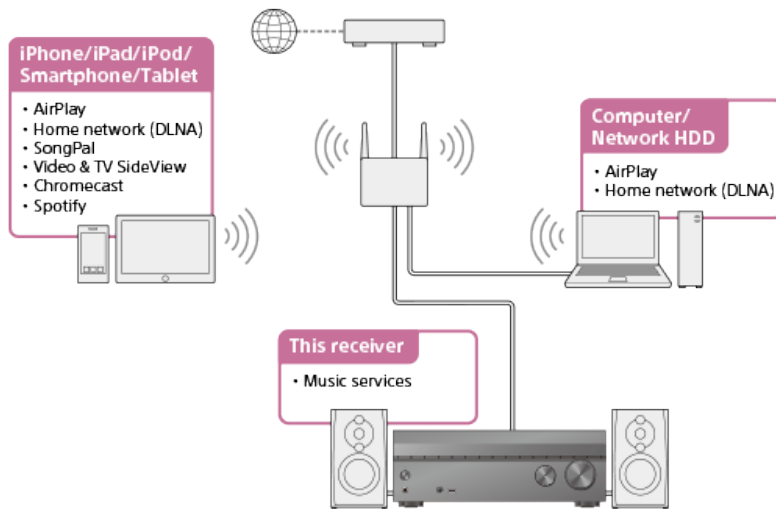 iPhone/iPad/iPod/
Smartphone/Tablet
・AirPlay
・Home network (DLNA)
・SongPal
・Video & TV SideView
・Chromecast
・Spotify
Computer/
Network HDD
・AirPlay
・Home network (DLNA)
This receiver
・Music services